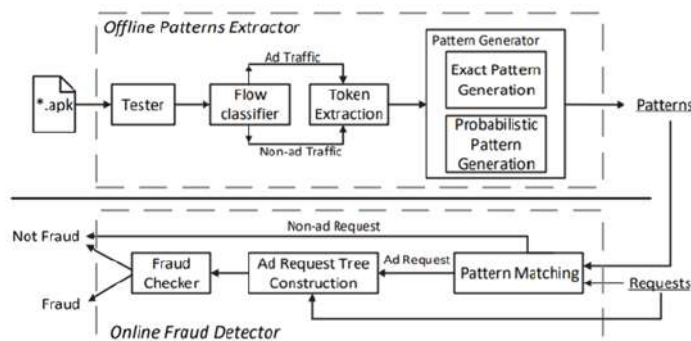 Offline Patterns Extractor
Ad Traffic
Pattern Generator
*.apk
Tester
Flow
classifier
Token
Extraction
Exact Pattern
Generation
Patterns
Non-ad Traffic
Probabilistic
Pattern
Generation
Non-ad Request
Not Fraud
Fraud
Checker
Ad Request Tree
Construction
Ad Request
Pattern Matching
Requests
Fraud
Online Fraud Detector